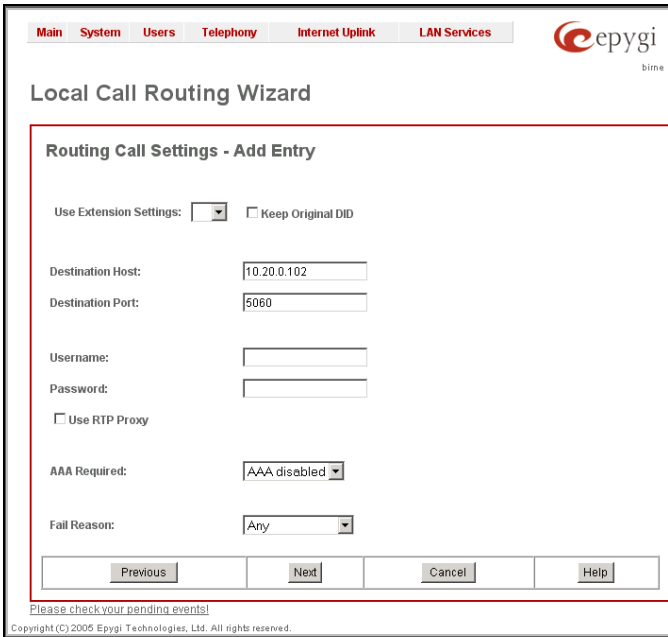 Main System Users Telephony Internet Uplink LAN Services
epygi
birne
Local Call Routing Wizard
Routing Call Settings - Add Entry
Use Extension Settings: Keep Original DID
Destination Host: 10.20.0.102
Destination Port: 5060
Username:
Password:
Use RTP Proxy
AAA Required: AAA disabled
Fail Reason: Any
Previous Next Cancel Help
Please check your pending events!
Copyright (C) 2005 Epygi Technologies, Ltd. All rights reserved.